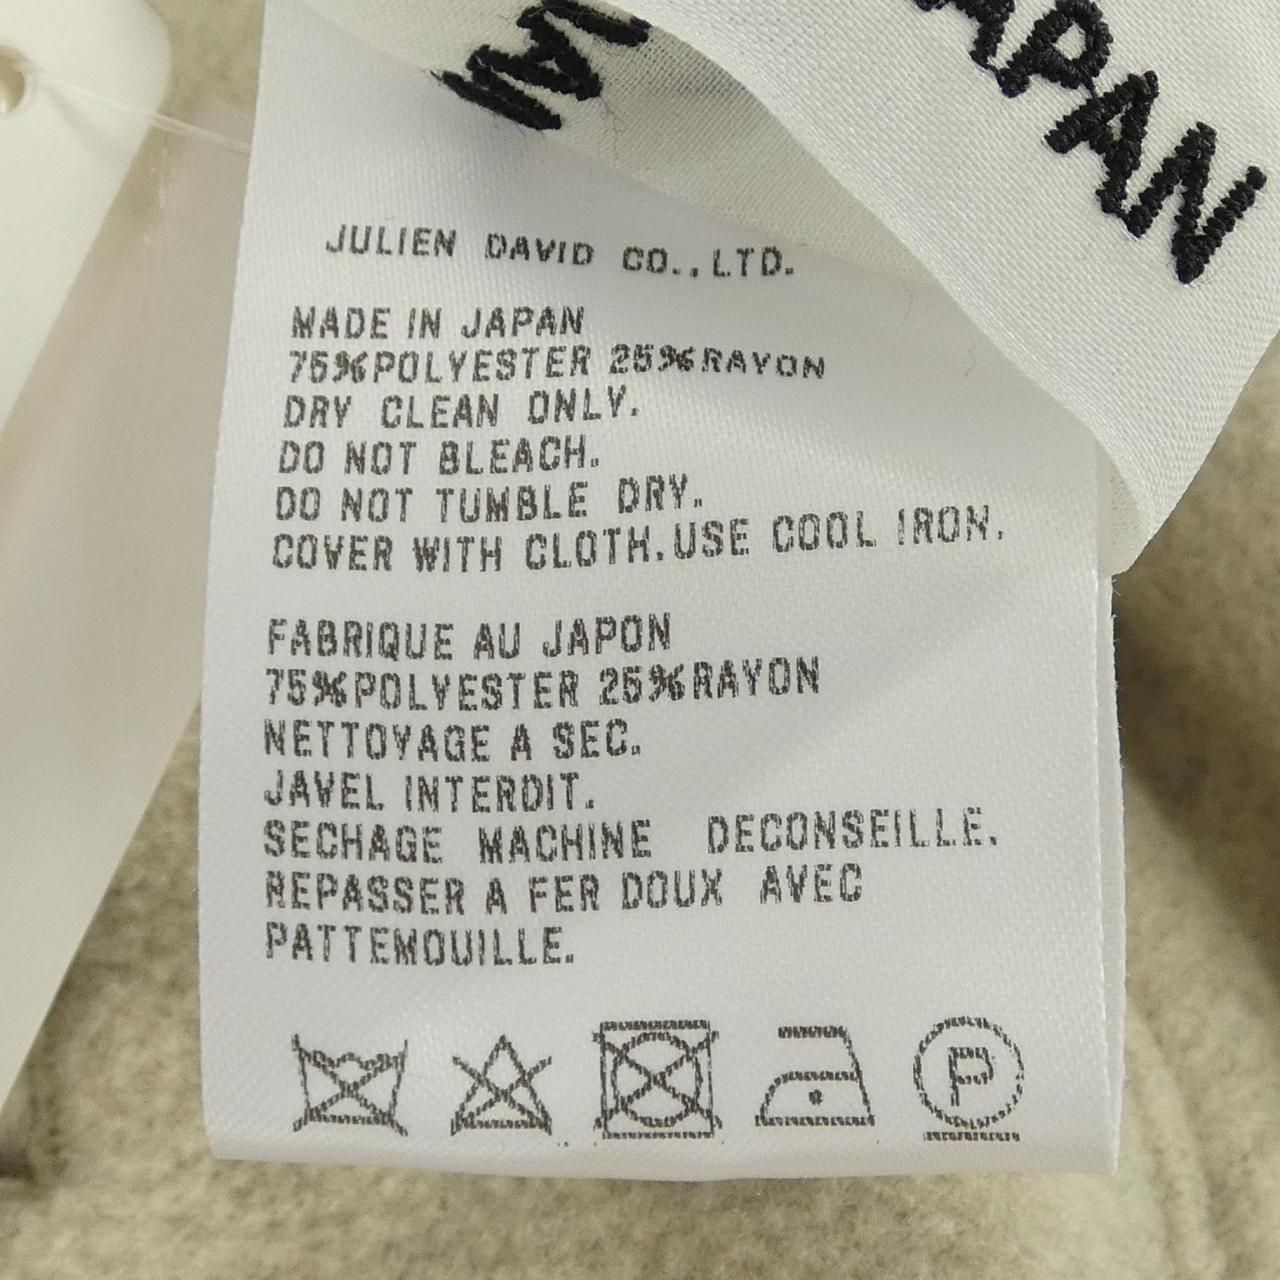 JAPAN
JULIEN DAVID CO., LTD.
MADE IN JAPAN
75%POLYESTER 25%RAYON
DRY CLEAN ONLY.
DO NOT BLEACH.
DO NOT TUMBLE DRY.
COVER WITH CLOTH.USE COOL IRON.
FABRIQUE AU JAPON
75%POLYESTER 25%RAYON
NETTOYAGE A SEC.
JAVEL INTERDIT.
SECHAGE MACHINE DECONSEILLE.
REPASSER A FER DOUX AVEC
PATTEMOUILLE.
P